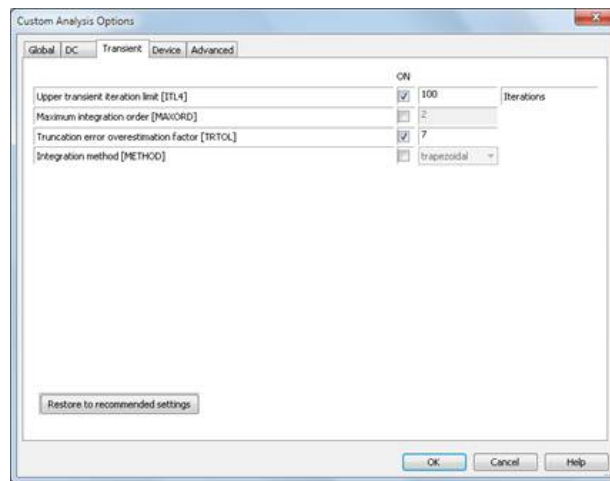 Custom Analysis Options
Global DC Transient Device Advanced
ON
Upper transient iteration limit [ITL4] 100 Iterations
Maximum integration order [MAXORD] 2
Truncation error overestimation factor [TRTOL] 7
Integration method [METHOD] trapezoidal
Restore to recommended settings
OK Cancel Help